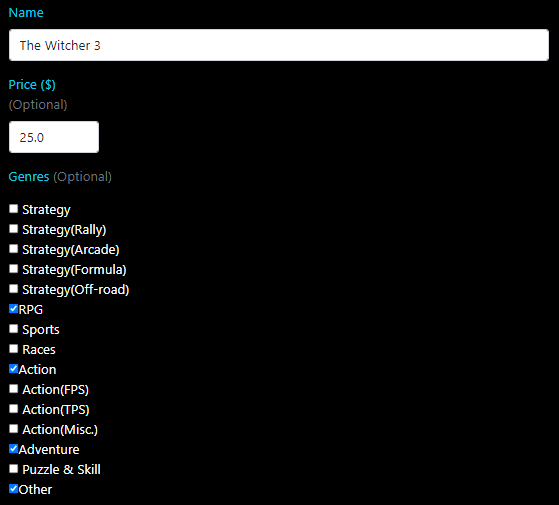 Name
The Witcher 3
Price ($)
(Optional)
25.0
Genres (Optional)
Strategy
Strategy(Rally)
Strategy(Arcade)
Strategy(Formula)
Strategy(Off-road)
RPG
Sports
Races
Action
Action(FPS)
Action(TPS)
Action(Misc.)
Adventure
Puzzle & Skill
Other